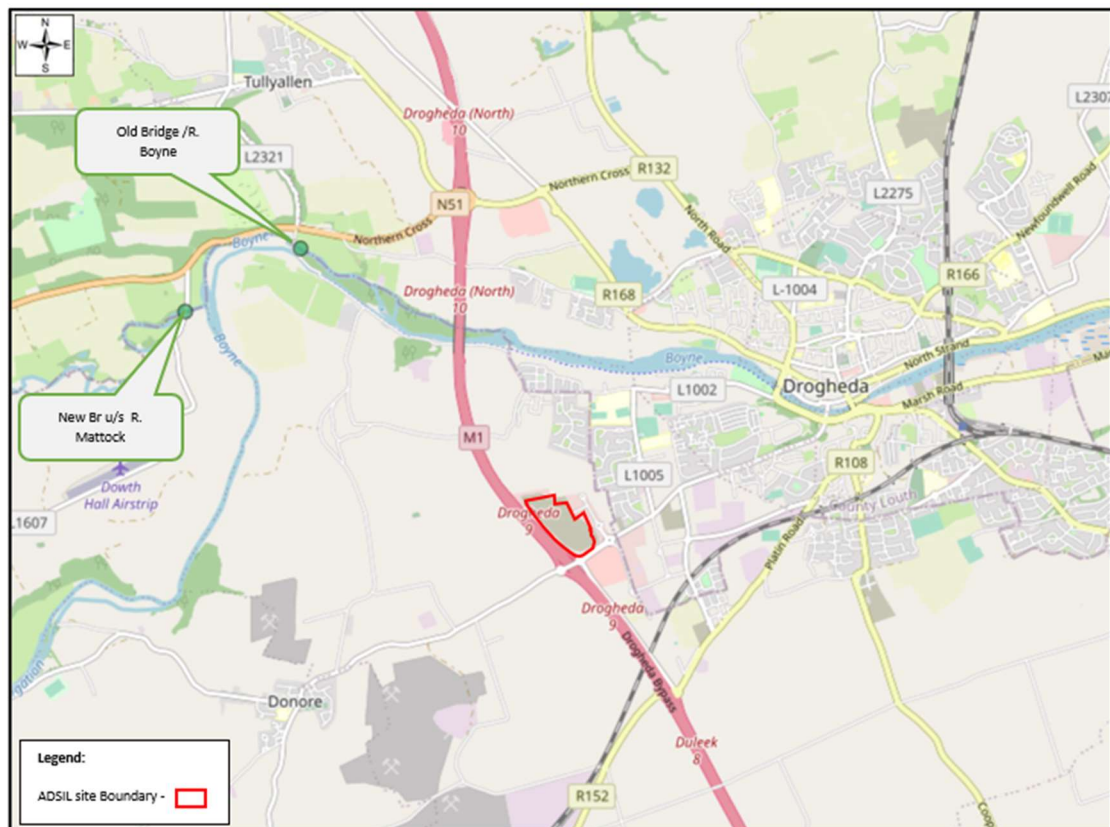 N
W E
S
Tullyallen
Drogheda (North)
10
L2307
Old Bridge /R.
Boyne
L2321
Northern Cross
R132
L2275
Newfoundwell Road
N51
North Road
Boyne
Northern Cross
Drogheda (North)
10
R166
L-1004
R168
Boyne
Boyne
North Strand
Drogheda
L1002
Marsh Road
Ma
New Br u/s R.
Mattock
M1
Dowth
Hall Airstrip
L1005
R108
County Louth
L1607
Drogheda
9
Platin Road
Drogheda
9
Drogheda Bypass
gation
Donore
Duleek
8
R152
Coop
Legend:
ADSIL site Boundary -